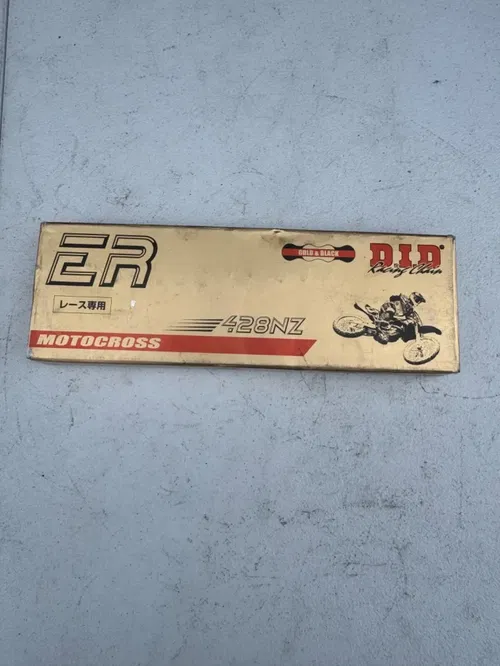 ER
レース専用
MOTOCROSS
428NZ
GOLD & BLACK
D.I.D
Racing Chain